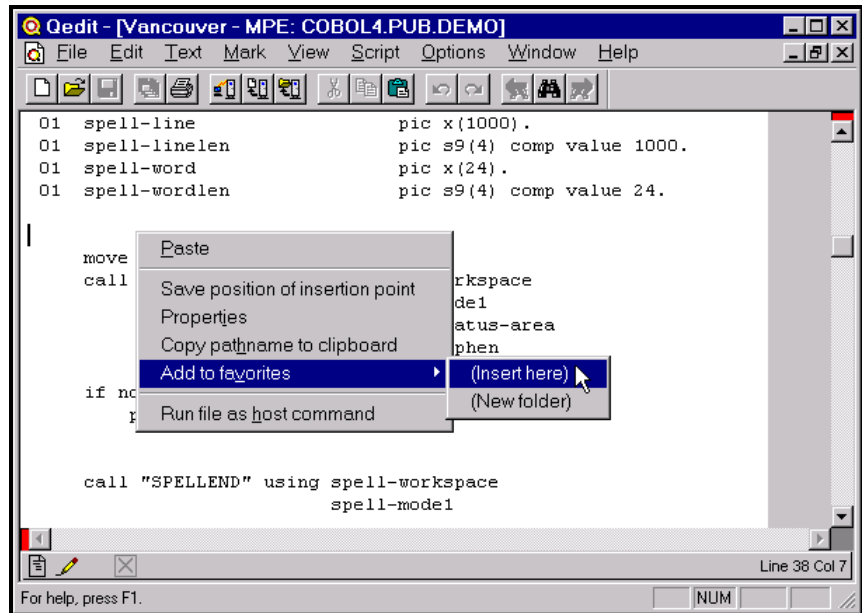 Qedit - [Vancouver - MPE: COBOL4.PUB.DEMO]
File Edit Text Mark View Script Options Window Help
01 spell-line pic x(1000).
01 spell-linelen pic s9(4) comp value 1000.
01 spell-word pic x(24).
01 spell-wordlen pic s9(4) comp value 24.
Paste
move
call rkspace
Save position of insertion point
de1
Properties
atus-area
Copy pathname to clipboard
phen
Add to favorites
(Insert here)
if no
(New folder)
Run file as host command
call "SPELLEND" using spell-workspace
spell-mode1
Line 38 Col 7
For help, press F1.
NUM